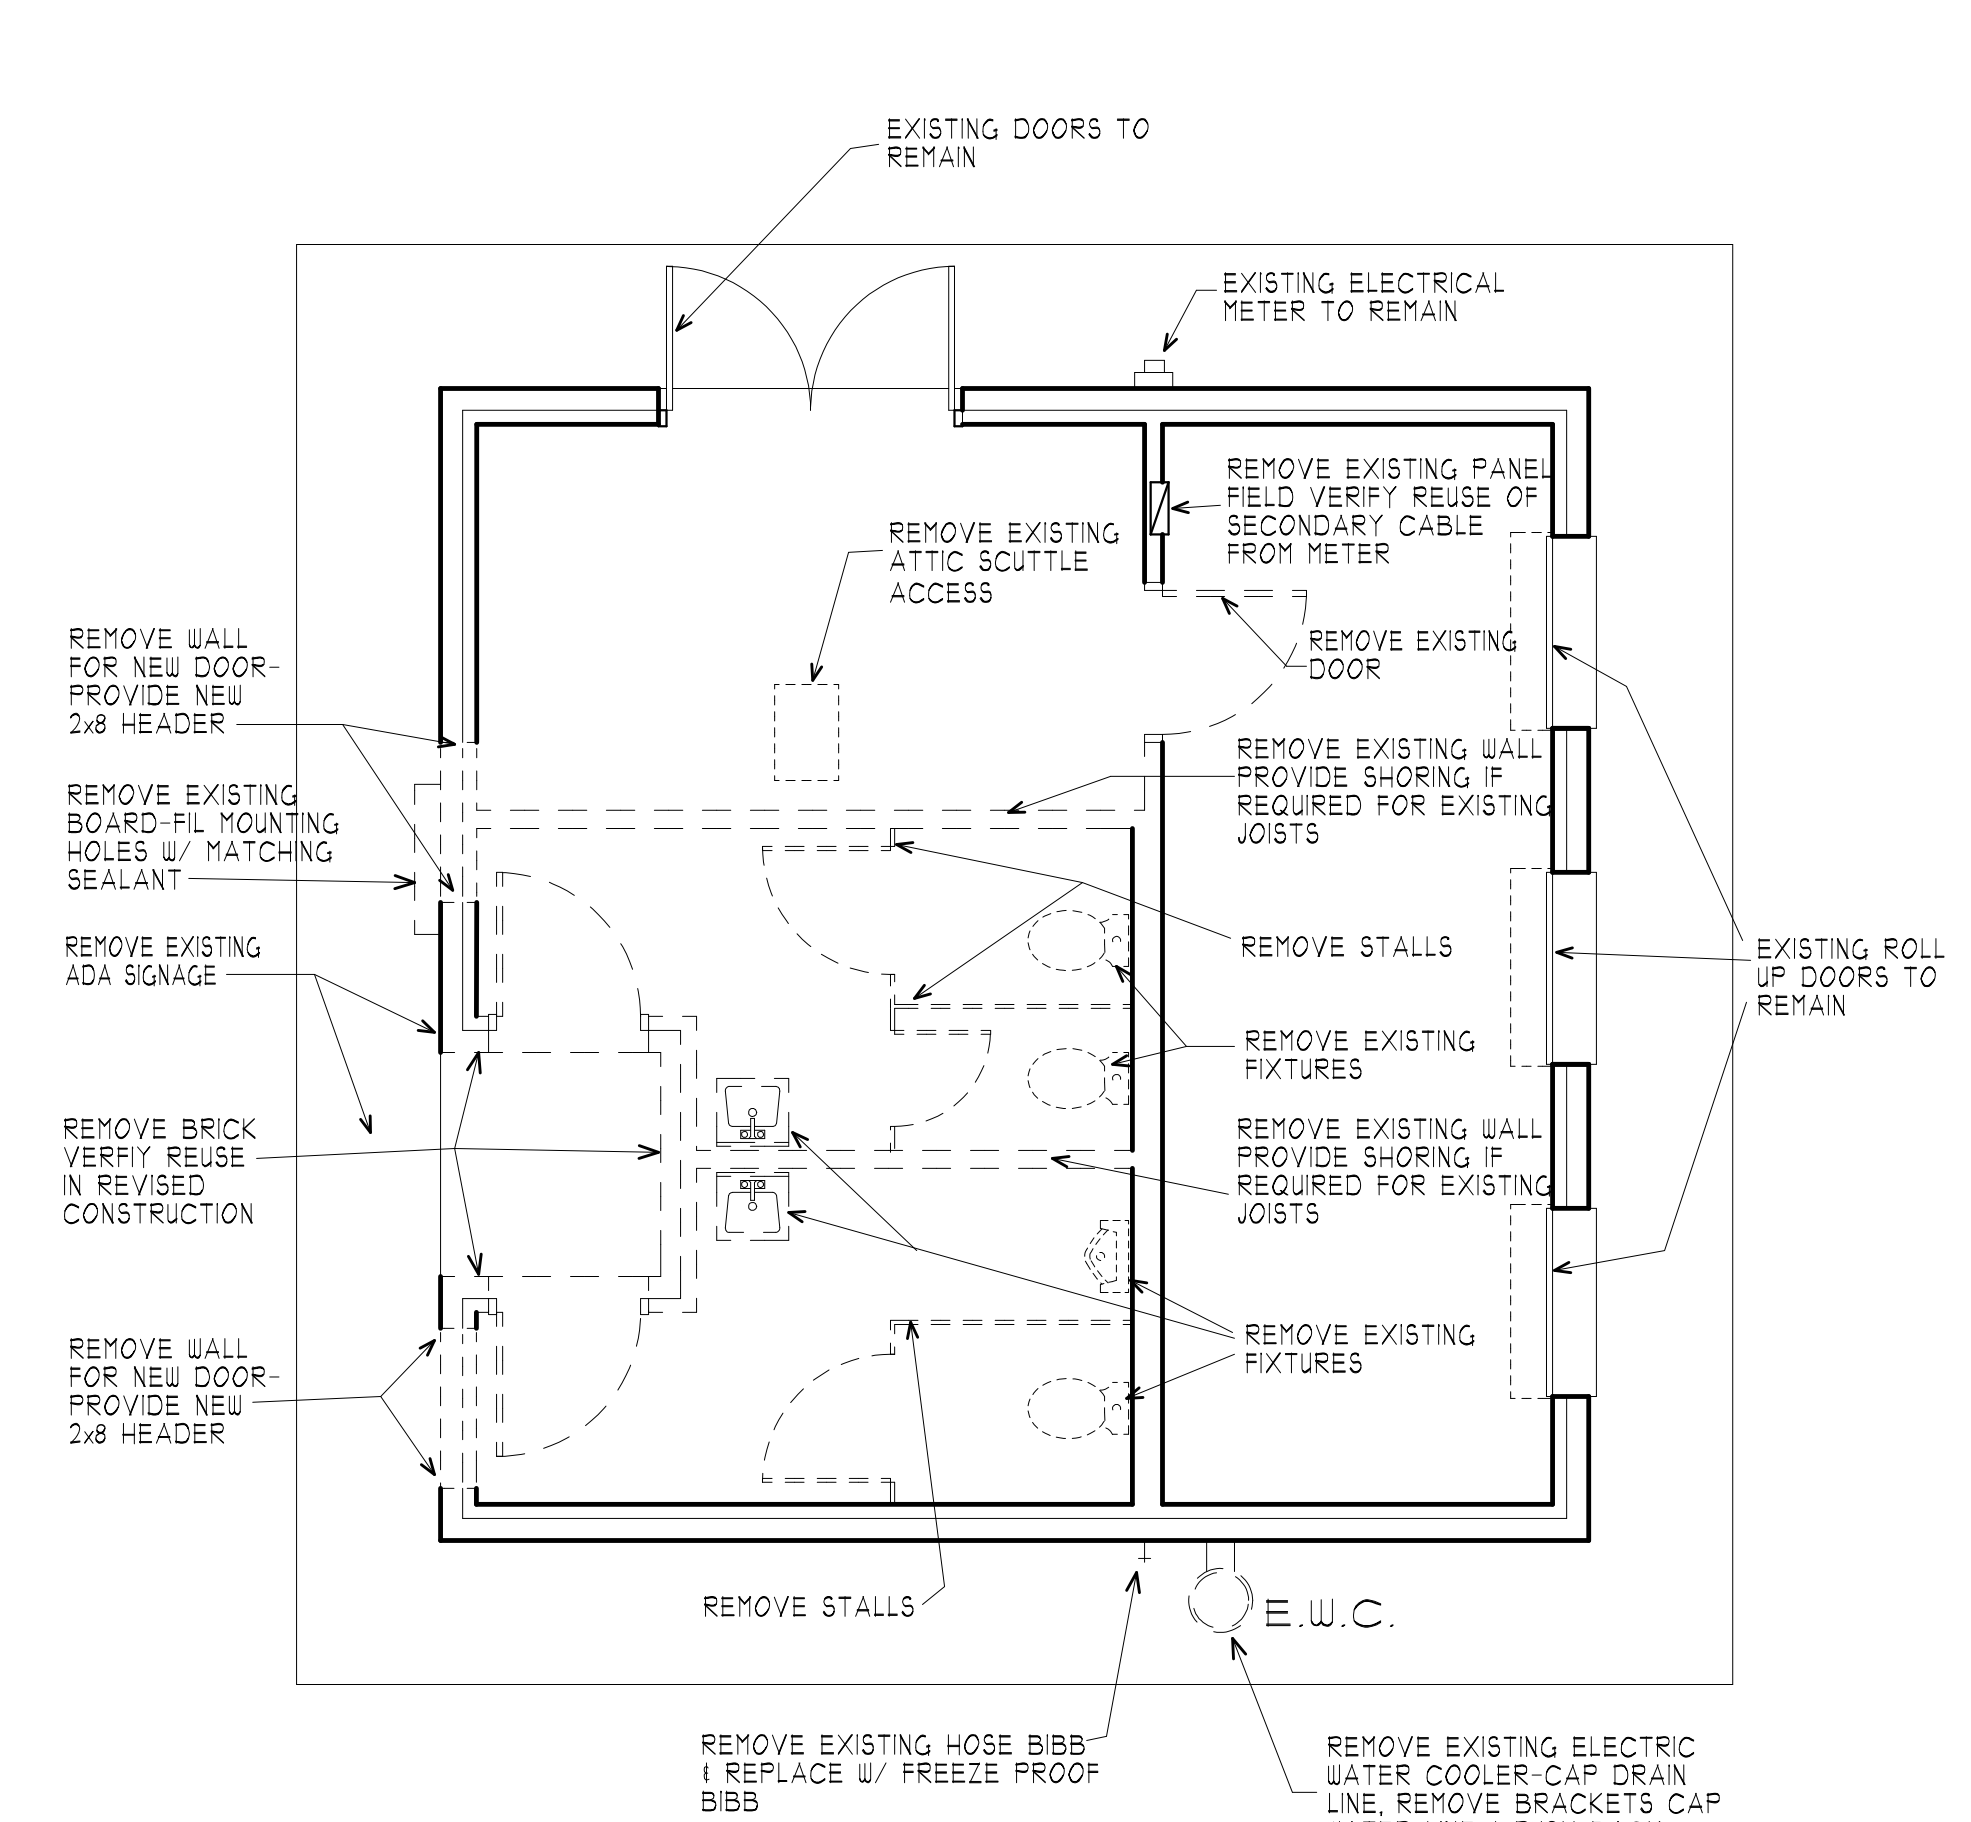 EXISTING DOORS TO
REMAIN
EXISTING ELECTRICAL
METER TO REMAIN
REMOVE EXISTING PANEL
FIELD VERIFY REUSE OF
SECONDARY CABLE
FROM METER
REMOVE EXISTING
ATTIC SCUTTLE
ACCESS
REMOVE EXISTING
DOOR
REMOVE WALL
FOR NEW DOOR-
PROVIDE NEW
2x8 HEADER
REMOVE EXISTING WALL
PROVIDE SHORING IF
REQUIRED FOR EXISTING
JOISTS
REMOVE EXISTING
BOARD-FIL MOUNTING
HOLES W/ MATCHING
SEALANT
REMOVE EXISTING
ADA SIGNAGE
REMOVE STALLS
EXISTING ROLL
UP DOORS TO
REMAIN
REMOVE EXISTING
FIXTURES
REMOVE BRICK
VERFIY REUSE
IN REVISED
CONSTRUCTION
REMOVE EXISTING WALL
PROVIDE SHORING IF
REQUIRED FOR EXISTING
JOISTS
REMOVE WALL
FOR NEW DOOR-
PROVIDE NEW
2x8 HEADER
REMOVE EXISTING
FIXTURES
REMOVE STALLS
E.W.C.
REMOVE EXISTING HOSE BIBB
& REPLACE W/ FREEZE PROOF
BIBB
REMOVE EXISTING ELECTRIC
WATER COOLER-CAP DRAIN
LINE, REMOVE BRACKETS CAP